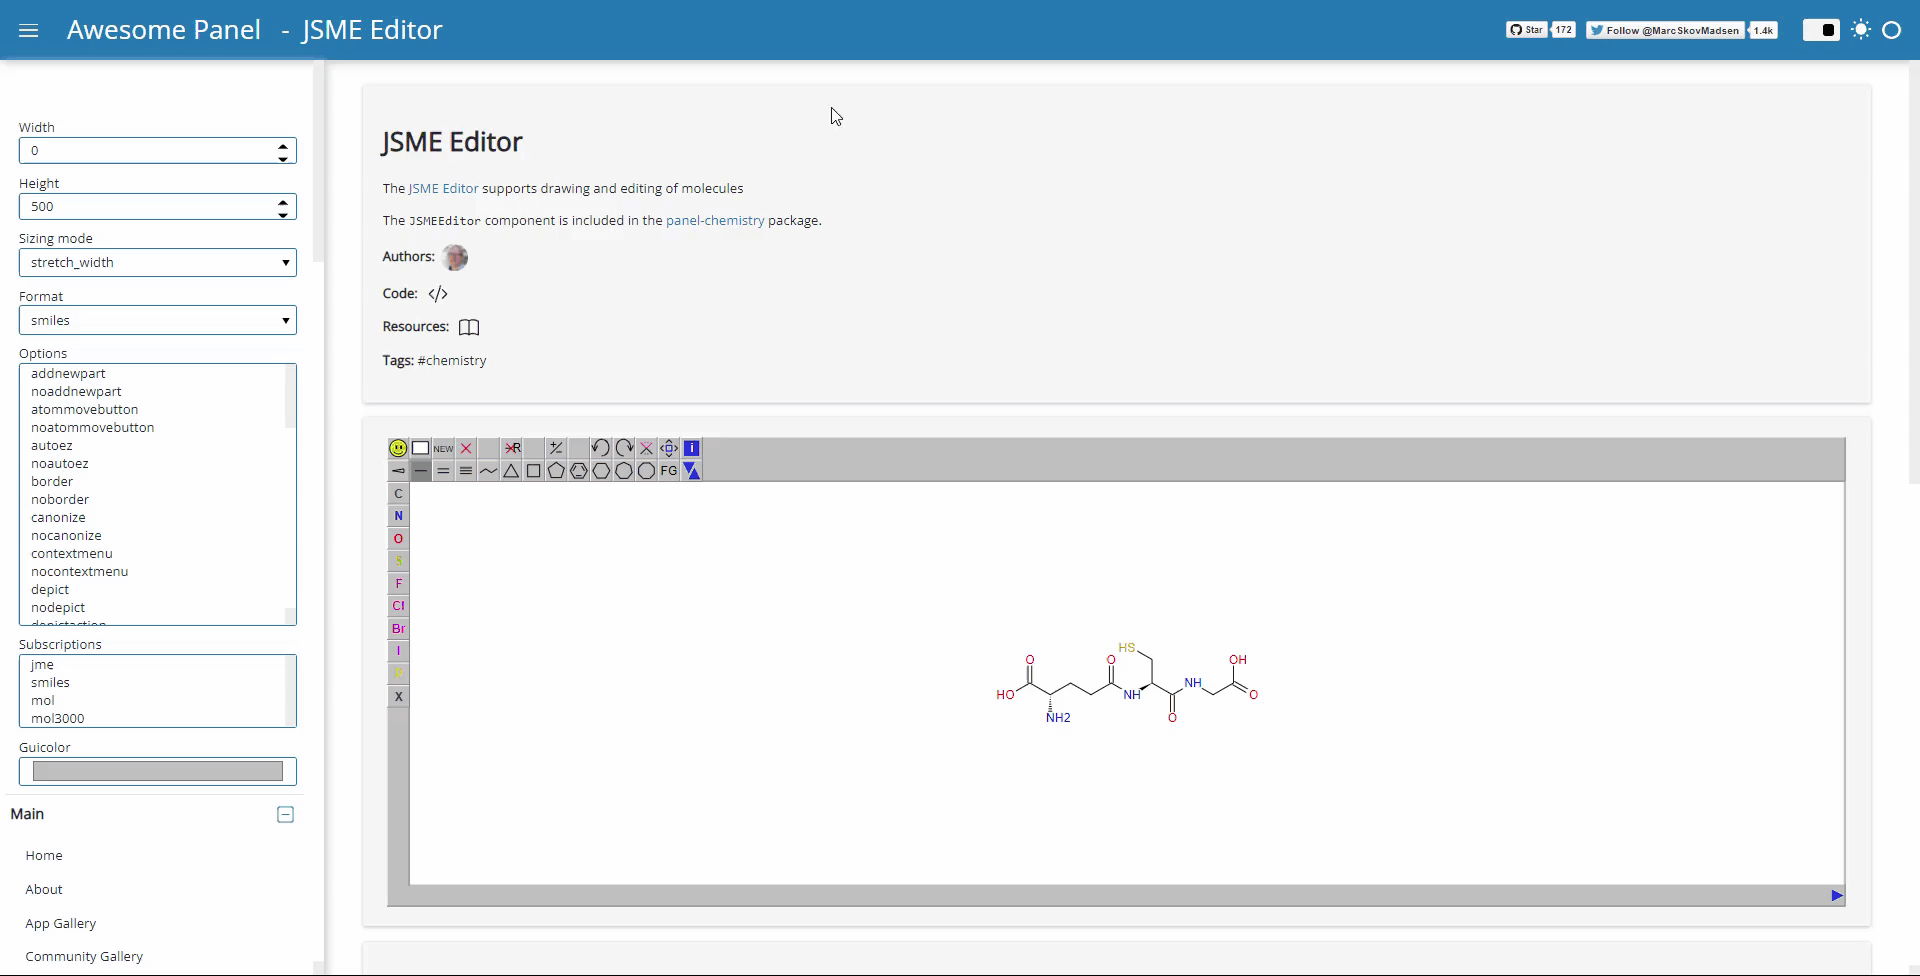 Awesome Panel - JSME Editor
Star 172 Follow @MarcSkovMadsen 1.4k
Width
0
Height
500
Sizing mode
stretch_width
Format
smiles
Options
addnewpart
noaddnewpart
atommovebutton
noatommovebutton
autoez
noautoez
border
noborder
canonize
nocanonize
contextmenu
nocontextmenu
depict
nodepict
Subscriptions
jme
smiles
mol
mol3000
Guicolor
Main
Home
About
App Gallery
Community Gallery
JSME Editor
The JSME Editor supports drawing and editing of molecules
The JSMEEditor component is included in the panel-chemistry package.
Authors:
Code: </>
Resources:
Tags: #chemistry
NEW R +/- i
FG
C
N
O
S
F
Cl
Br
I
X
HS
O O OH
HO NH NH O
NH2 O